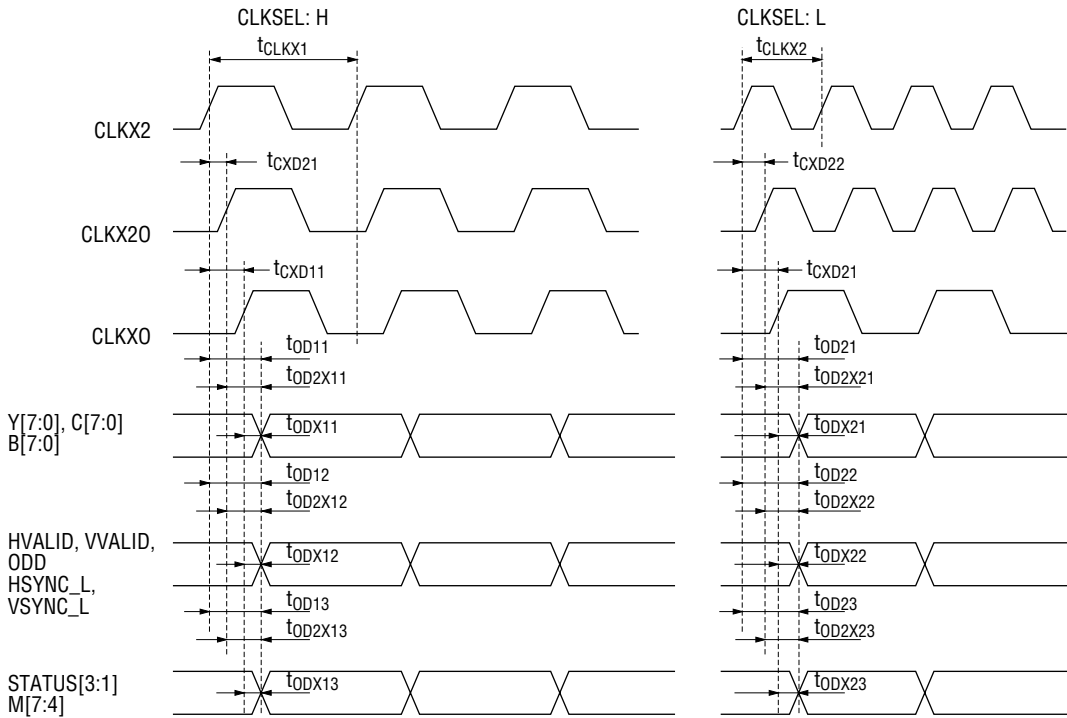 CLKSEL: H CLKSEL: L
tCLKX1 tCLKX2
CLKX2
tCXD21 tCXD22
CLKX2O
tCXD11 tCXD21
CLKXO
tOD11 tOD21
tOD2X11 tOD2X21
Y[7:0], C[7:0]
B[7:0]
tODX11 tODX21
tOD12 tOD22
tOD2X12 tOD2X22
HVALID, VVALID,
ODD
HSYNC_L,
VSYNC_L
tODX12 tODX22
tOD13 tOD23
tOD2X13 tOD2X23
STATUS[3:1]
M[7:4]
tODX13 tODX23